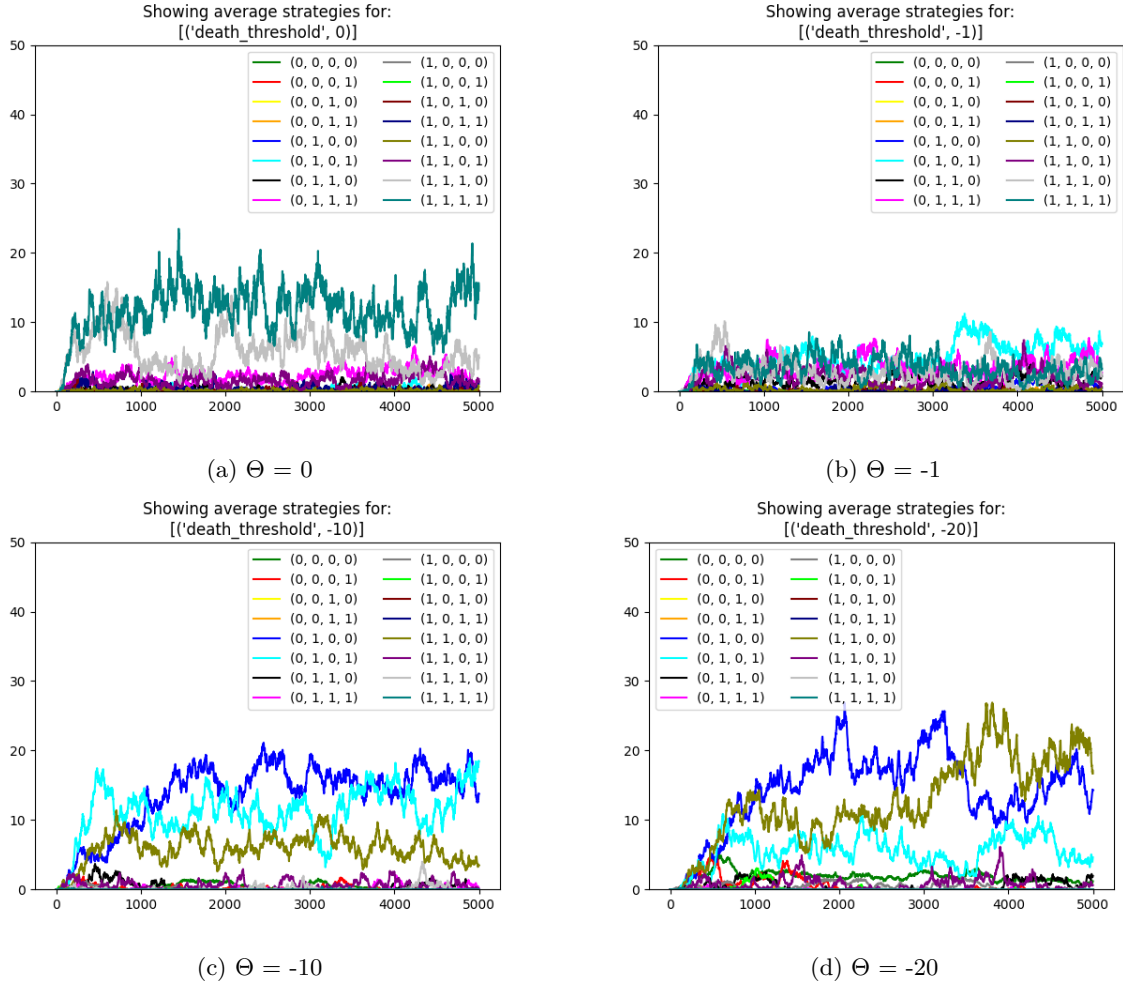 Showing average strategies for:
[('death_threshold', 0)]
50
40
30
20
10
0
0 1000 2000 3000 4000 5000
(0, 0, 0, 0) (1, 0, 0, 0)
(0, 0, 0, 1) (1, 0, 0, 1)
(0, 0, 1, 0) (1, 0, 1, 0)
(0, 0, 1, 1) (1, 0, 1, 1)
(0, 1, 0, 0) (1, 1, 0, 0)
(0, 1, 0, 1) (1, 1, 0, 1)
(0, 1, 1, 0) (1, 1, 1, 0)
(0, 1, 1, 1) (1, 1, 1, 1)
(a) Θ = 0
Showing average strategies for:
[('death_threshold', -1)]
50
40
30
20
10
0
0 1000 2000 3000 4000 5000
(0, 0, 0, 0) (1, 0, 0, 0)
(0, 0, 0, 1) (1, 0, 0, 1)
(0, 0, 1, 0) (1, 0, 1, 0)
(0, 0, 1, 1) (1, 0, 1, 1)
(0, 1, 0, 0) (1, 1, 0, 0)
(0, 1, 0, 1) (1, 1, 0, 1)
(0, 1, 1, 0) (1, 1, 1, 0)
(0, 1, 1, 1) (1, 1, 1, 1)
(b) Θ = -1
Showing average strategies for:
[('death_threshold', -10)]
50
40
30
20
10
0
0 1000 2000 3000 4000 5000
(0, 0, 0, 0) (1, 0, 0, 0)
(0, 0, 0, 1) (1, 0, 0, 1)
(0, 0, 1, 0) (1, 0, 1, 0)
(0, 0, 1, 1) (1, 0, 1, 1)
(0, 1, 0, 0) (1, 1, 0, 0)
(0, 1, 0, 1) (1, 1, 0, 1)
(0, 1, 1, 0) (1, 1, 1, 0)
(0, 1, 1, 1) (1, 1, 1, 1)
(c) Θ = -10
Showing average strategies for:
[('death_threshold', -20)]
50
40
30
20
10
0
0 1000 2000 3000 4000 5000
(0, 0, 0, 0) (1, 0, 0, 0)
(0, 0, 0, 1) (1, 0, 0, 1)
(0, 0, 1, 0) (1, 0, 1, 0)
(0, 0, 1, 1) (1, 0, 1, 1)
(0, 1, 0, 0) (1, 1, 0, 0)
(0, 1, 0, 1) (1, 1, 0, 1)
(0, 1, 1, 0) (1, 1, 1, 0)
(0, 1, 1, 1) (1, 1, 1, 1)
(d) Θ = -20